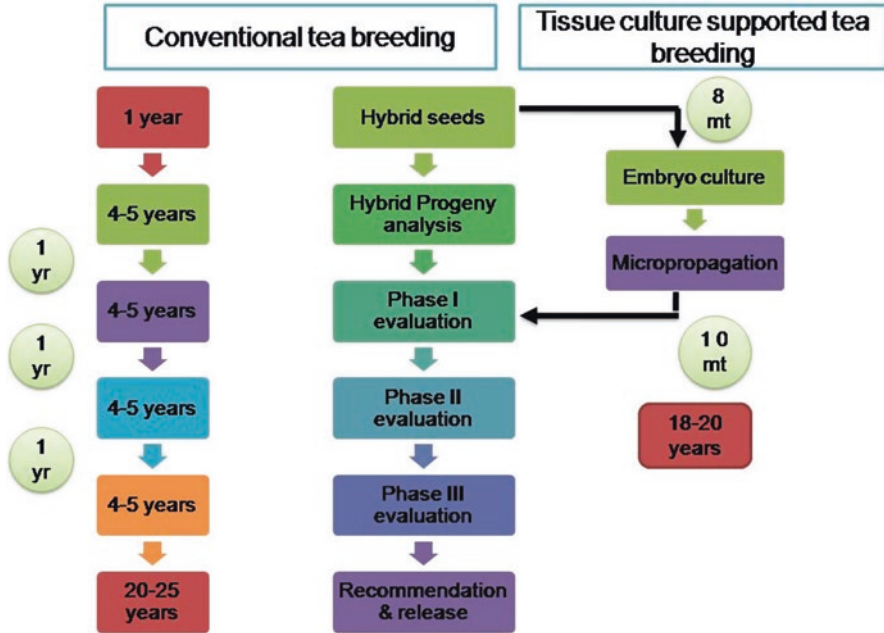 Conventional tea breeding
Tissue culture supported tea
breeding
1 year
4-5 years
4-5 years
4-5 years
4-5 years
20-25
years
1
yr
1
yr
1
yr
Hybrid seeds
Hybrid Progeny
analysis
Phase I
evaluation
Phase II
evaluation
Phase III
evaluation
Recommendation
& release
8
mt
Embryo culture
Micropropagation
1 0
mt
18-20
years